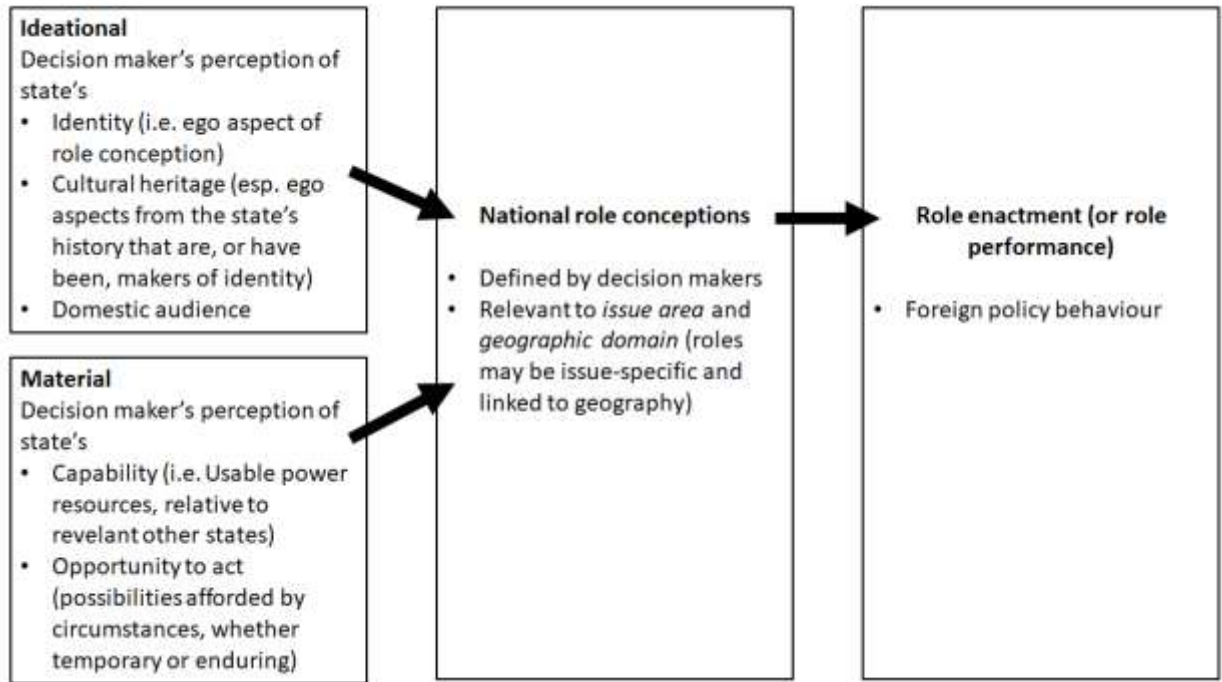 Ideational
Decision maker's perception of
state's
• Identity (i.e. ego aspect of
role conception)
• Cultural heritage (esp. ego
aspects from the state's
history that are, or have
been, makers of identity)
• Domestic audience
Material
Decision maker's perception of
state's
• Capability (i.e. Usable power
resources, relative to
revelant other states)
• Opportunity to act
(possibilities afforded by
circumstances, whether
temporary or enduring)
National role conceptions
• Defined by decision makers
• Relevant to issue area and
geographic domain (roles
may be issue-specific and
linked to geography)
Role enactment (or role
performance)
• Foreign policy behaviour